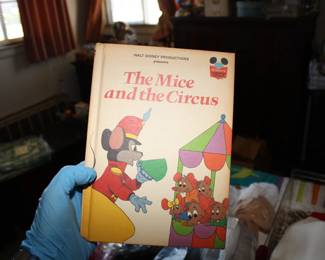 WALT DISNEY PRODUCTIONS
presents
The Mice
and the Circus